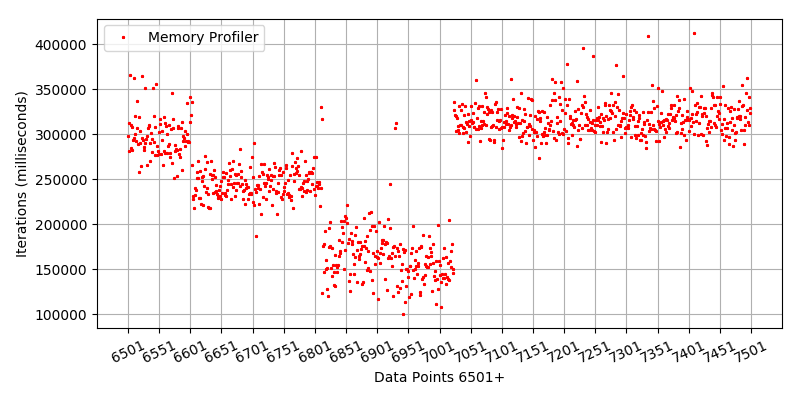 Memory Profiler
Iterations (milliseconds)
400000
350000
300000
250000
200000
150000
100000
6501 6551 6601 6651 6701 6751 6801 6851 6901 6951 7001 7051 7101 7151 7201 7251 7301 7351 7401 7451 7501
Data Points 6501+